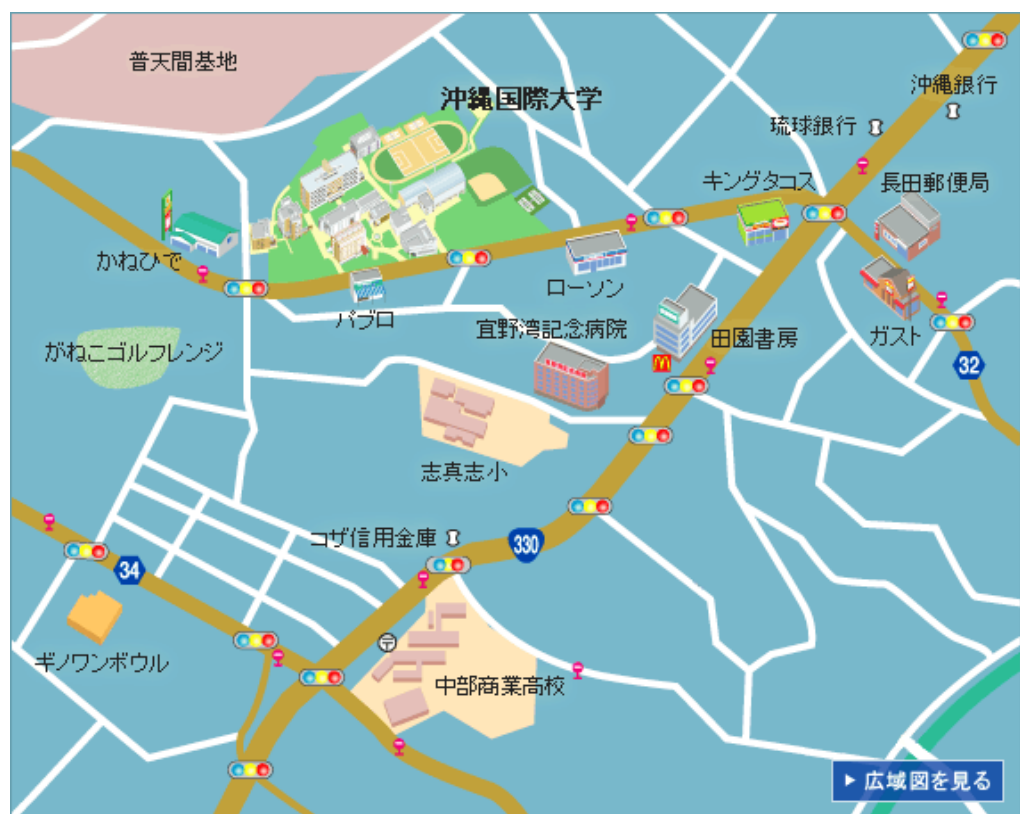 普天間基地
沖縄国際大学
沖縄銀行
琉球銀行
キングタコス
長田郵便局
かねひで
パブロ
ローソン
宜野湾記念病院
田園書房
ガスト
がねこゴルフレンジ
32
志真志小
コザ信用金庫
330
34
ギノワンボウル
中部商業高校
広域図を見る